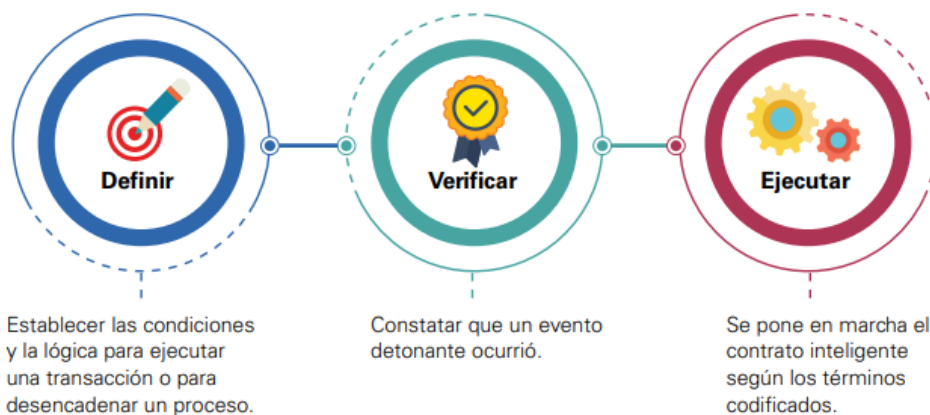 Definir
Verificar
Ejecutar
Establecer las condiciones
y la lógica para ejecutar
una transacción o para
desencadenar un proceso.
Constatar que un evento
detonante ocurrió.
Se pone en marcha el
contrato inteligente
según los términos
codificados.